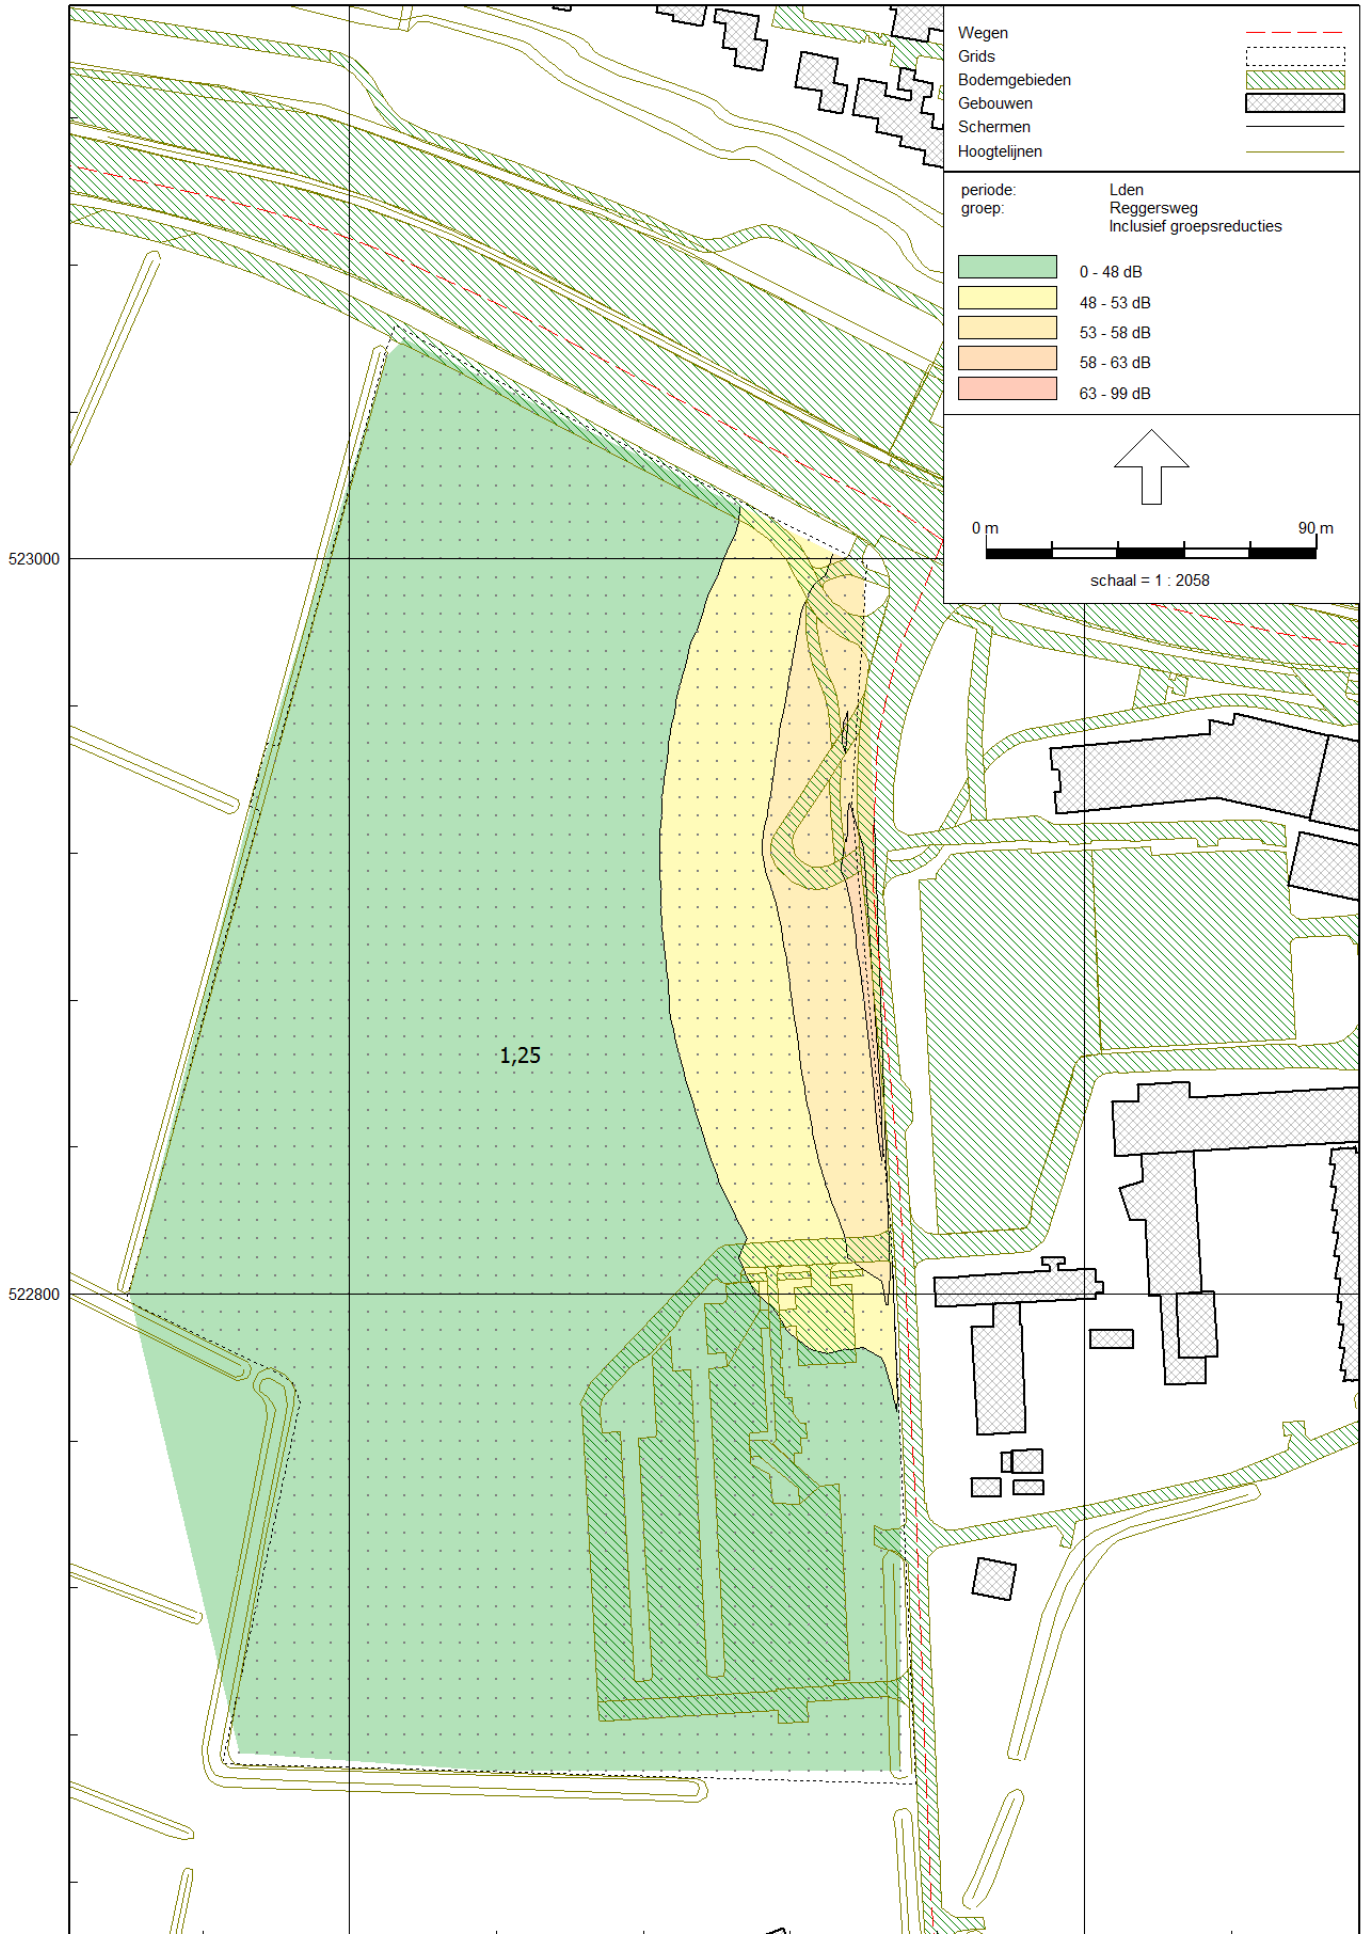 Wegen
Grids
Bodemgebieden
Gebouwen
Schermen
Hoogtelijnen
periode: Lden
groep: Reggersweg
Inclusief groepsreducties
0 - 48 dB
48 - 53 dB
53 - 58 dB
58 - 63 dB
63 - 99 dB
0 m 90 m
schaal = 1 : 2058
523000
1,25
522800